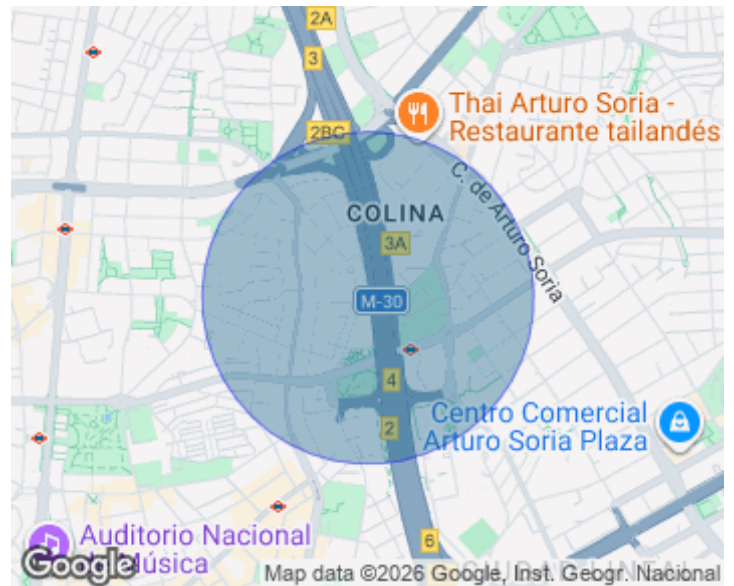 2A
3
Thai Arturo Soria -
Restaurante tailandés
2BC
C. de Arturo Soria
COLINA
3A
M-30
4
Centro Comercial
Arturo Soria Plaza
2
6
Auditorio Nacional
de Música
Google
Map data ©2026 Google, Inst. Geogr. Nacional